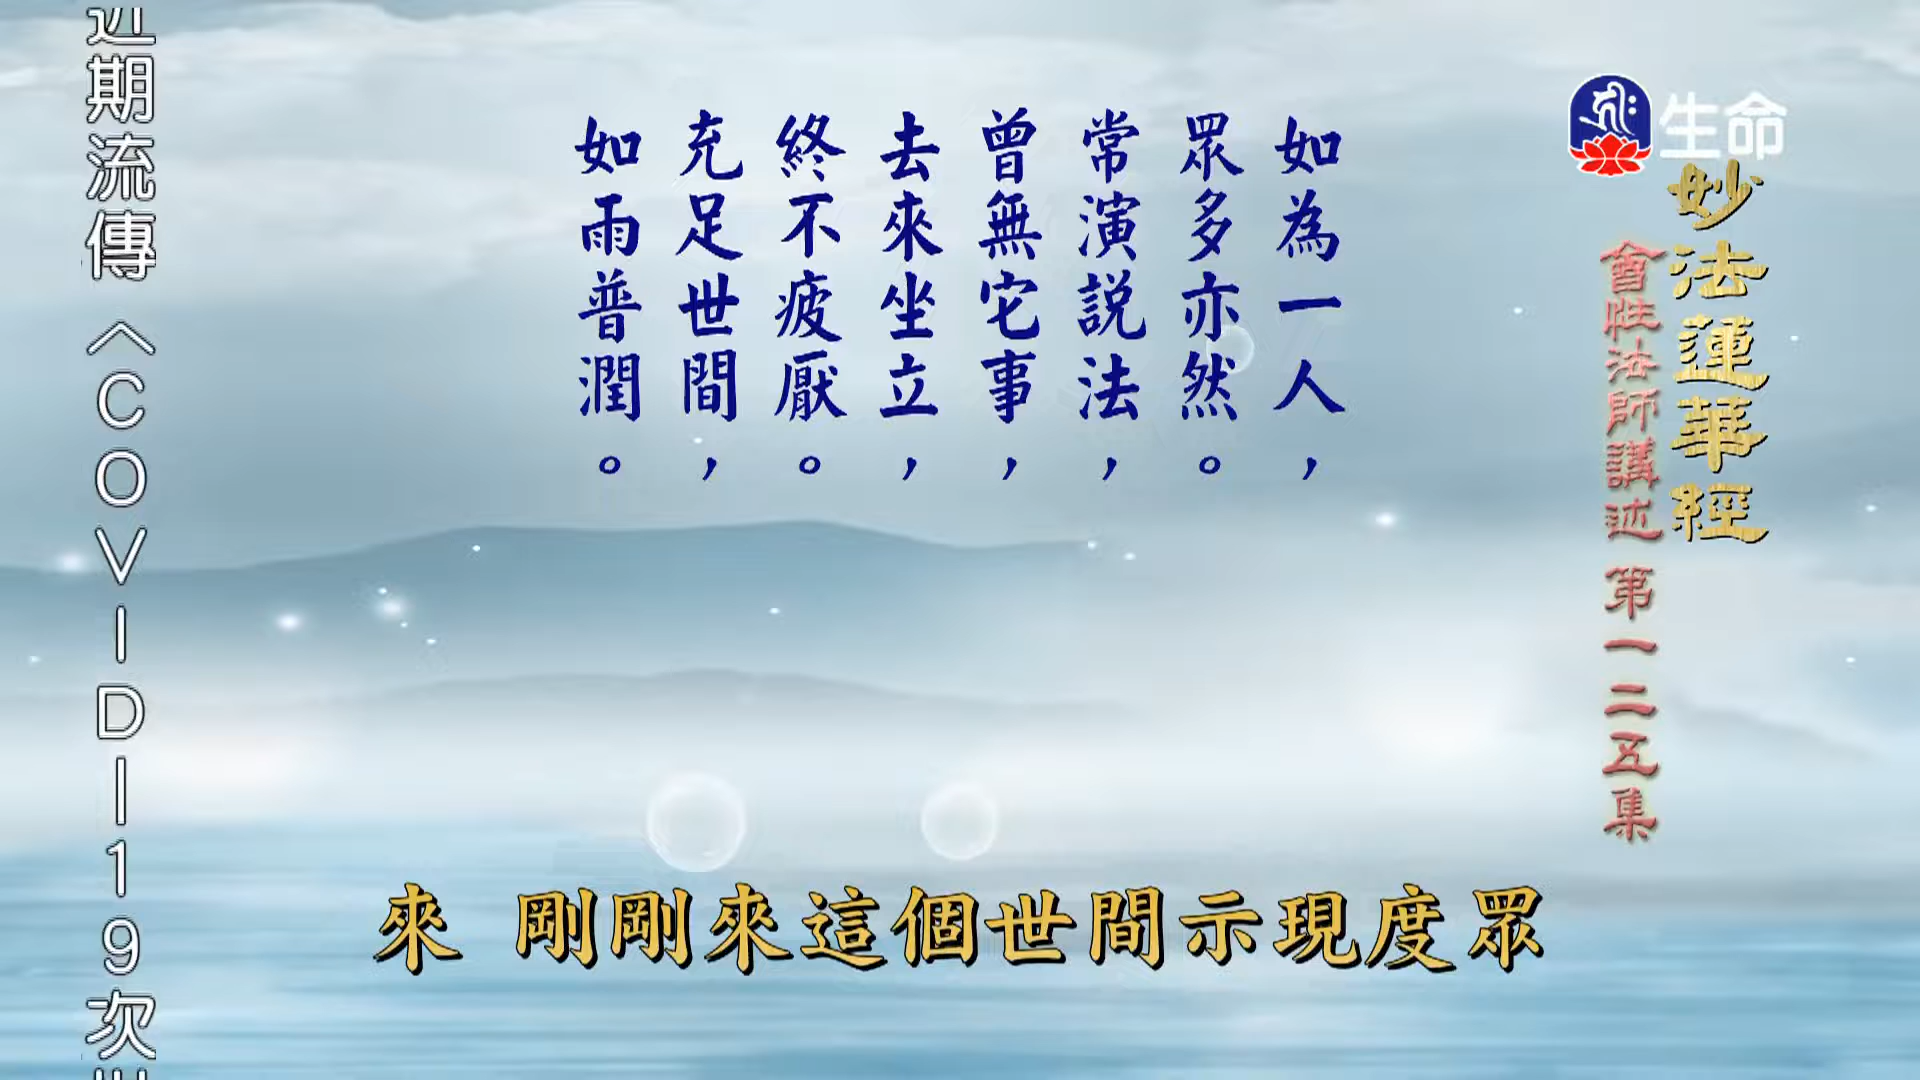 生命
妙法蓮華經
會性法師講述 第一二五集
如為一人，
眾多亦然。
常演說法，
曾無它事，
去來坐立，
終不疲厭。
充足世間，
如雨普潤。
近期流傳〈COVID－19次
來 剛剛來這個世間示現度眾